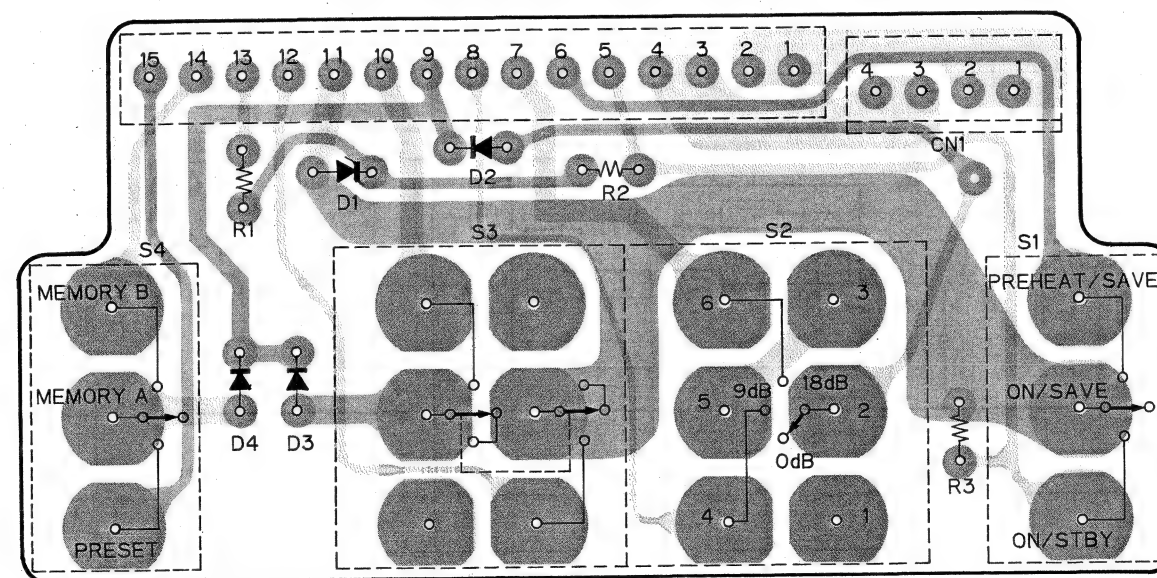 15 14 13 12 11 10 9 8 7 6 5 4 3 2 1
4 3 2 1
CN1
D2
R2
D1
R1
S4 S3 S2 S1
MEMORY B
6 3
PREHEAT/SAVE
MEMORY A
9dB 18dB
5 2
ON/SAVE
D4 D3
0dB
R3
4 1
PRESET
ON/STBY